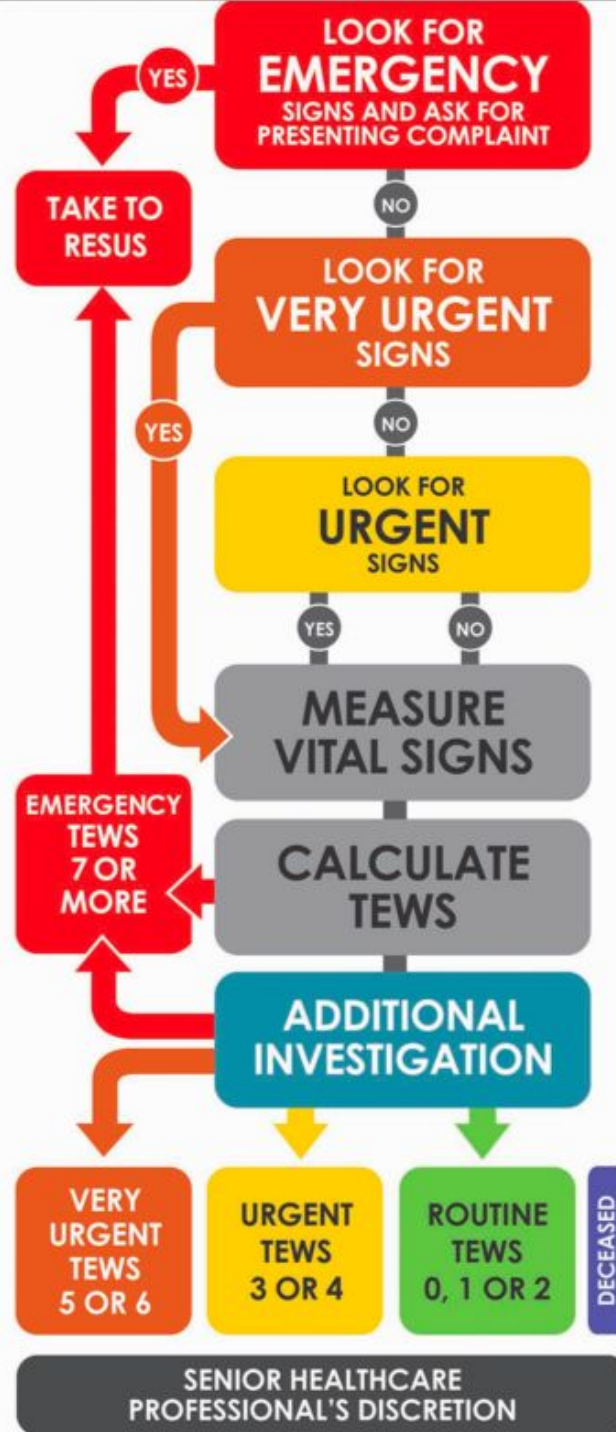 LOOK FOR
EMERGENCY
SIGNS AND ASK FOR
PRESENTING COMPLAINT
YES
TAKE TO
RESUS
NO
LOOK FOR
VERY URGENT
SIGNS
YES
NO
LOOK FOR
URGENT
SIGNS
YES
NO
MEASURE
VITAL SIGNS
EMERGENCY
TEWS
7 OR
MORE
CALCULATE
TEWS
ADDITIONAL
INVESTIGATION
VERY
URGENT
TEWS
5 OR 6
URGENT
TEWS
3 OR 4
ROUTINE
TEWS
0, 1 OR 2
DECEASED
SENIOR HEALTHCARE
PROFESSIONAL'S DISCRETION